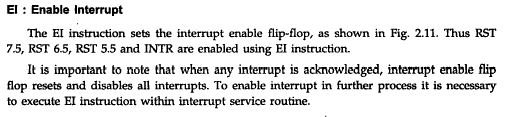 EI : Enable Interrupt
The EI instruction sets the interrupt enable flip-flop, as shown in Fig. 2.11. Thus RST
7.5, RST 6.5, RST 5.5 and INTR are enabled using EI instruction.
It is important to note that when any interrupt is acknowledged, interrupt enable flip
flop resets and disables all interrupts. To enable interrupt in further process it is necessary
to execute EI instruction within interrupt service routine.